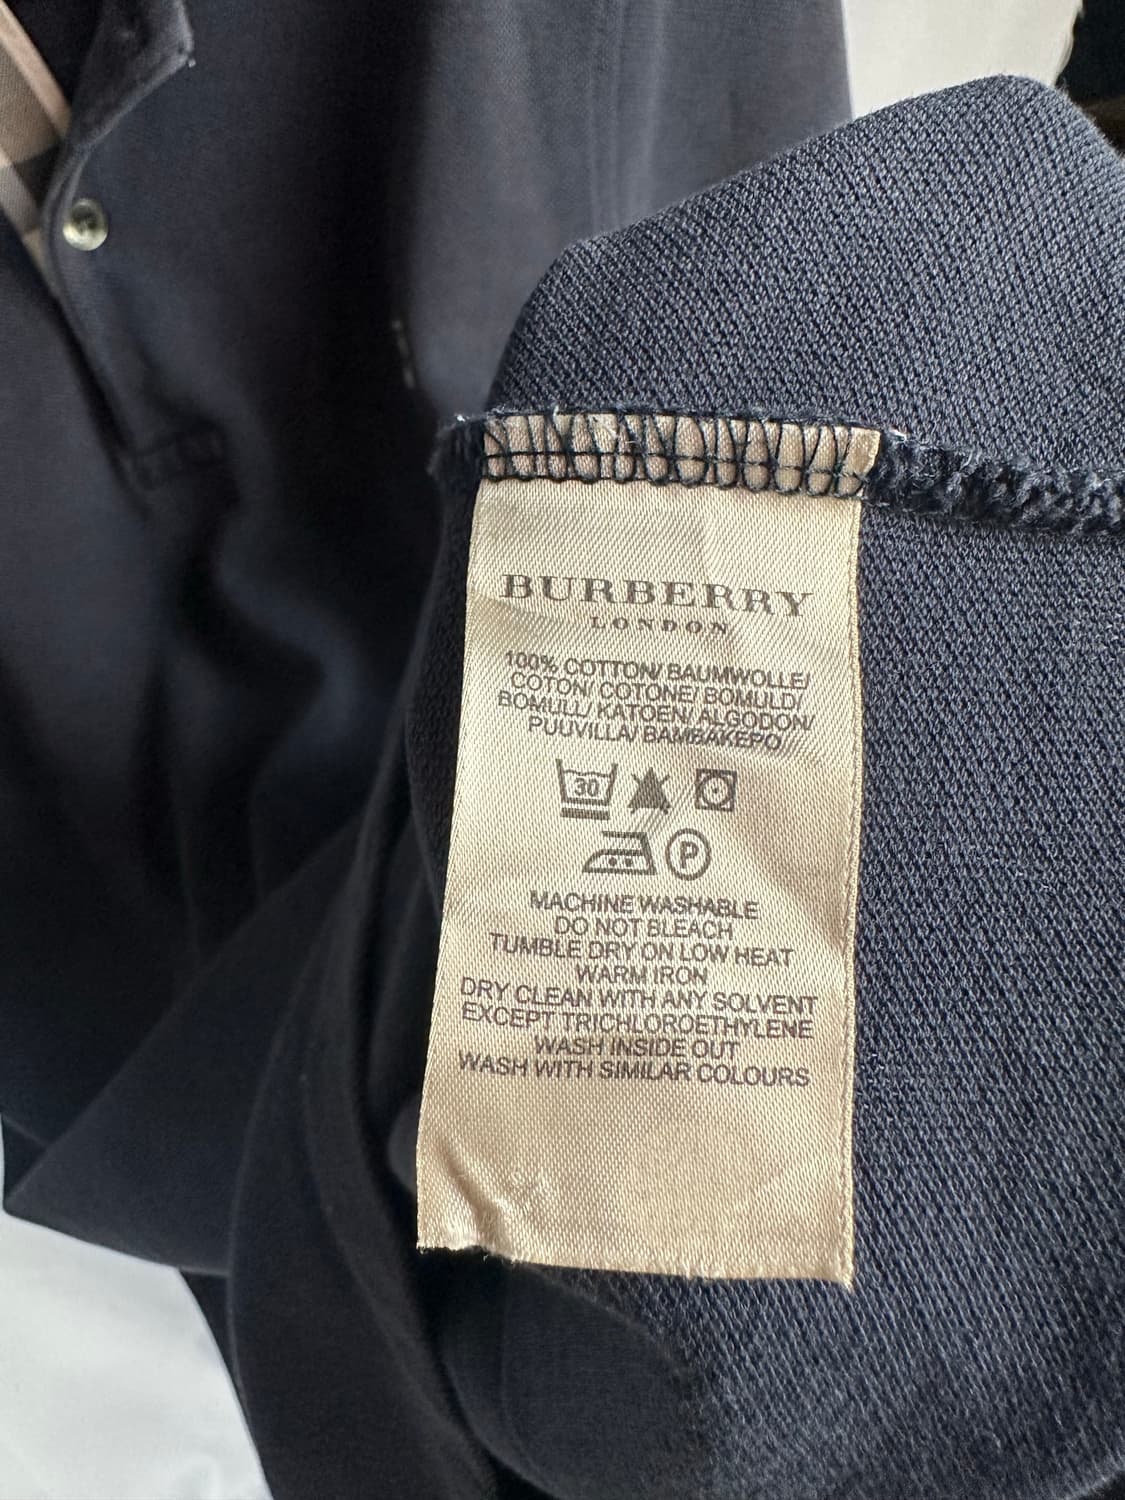 BURBERRY
LONDON
100% COTTON/ BAUMWOLLE/
COTON/ COTONE/ BOMULD/
BOMULL/ KATOEN/ ALGODON/
PUUVILLA/ BAMBAKEPO
30
P
MACHINE WASHABLE
DO NOT BLEACH
TUMBLE DRY ON LOW HEAT
WARM IRON
DRY CLEAN WITH ANY SOLVENT
EXCEPT TRICHLOROETHYLENE
WASH INSIDE OUT
WASH WITH SIMILAR COLOURS